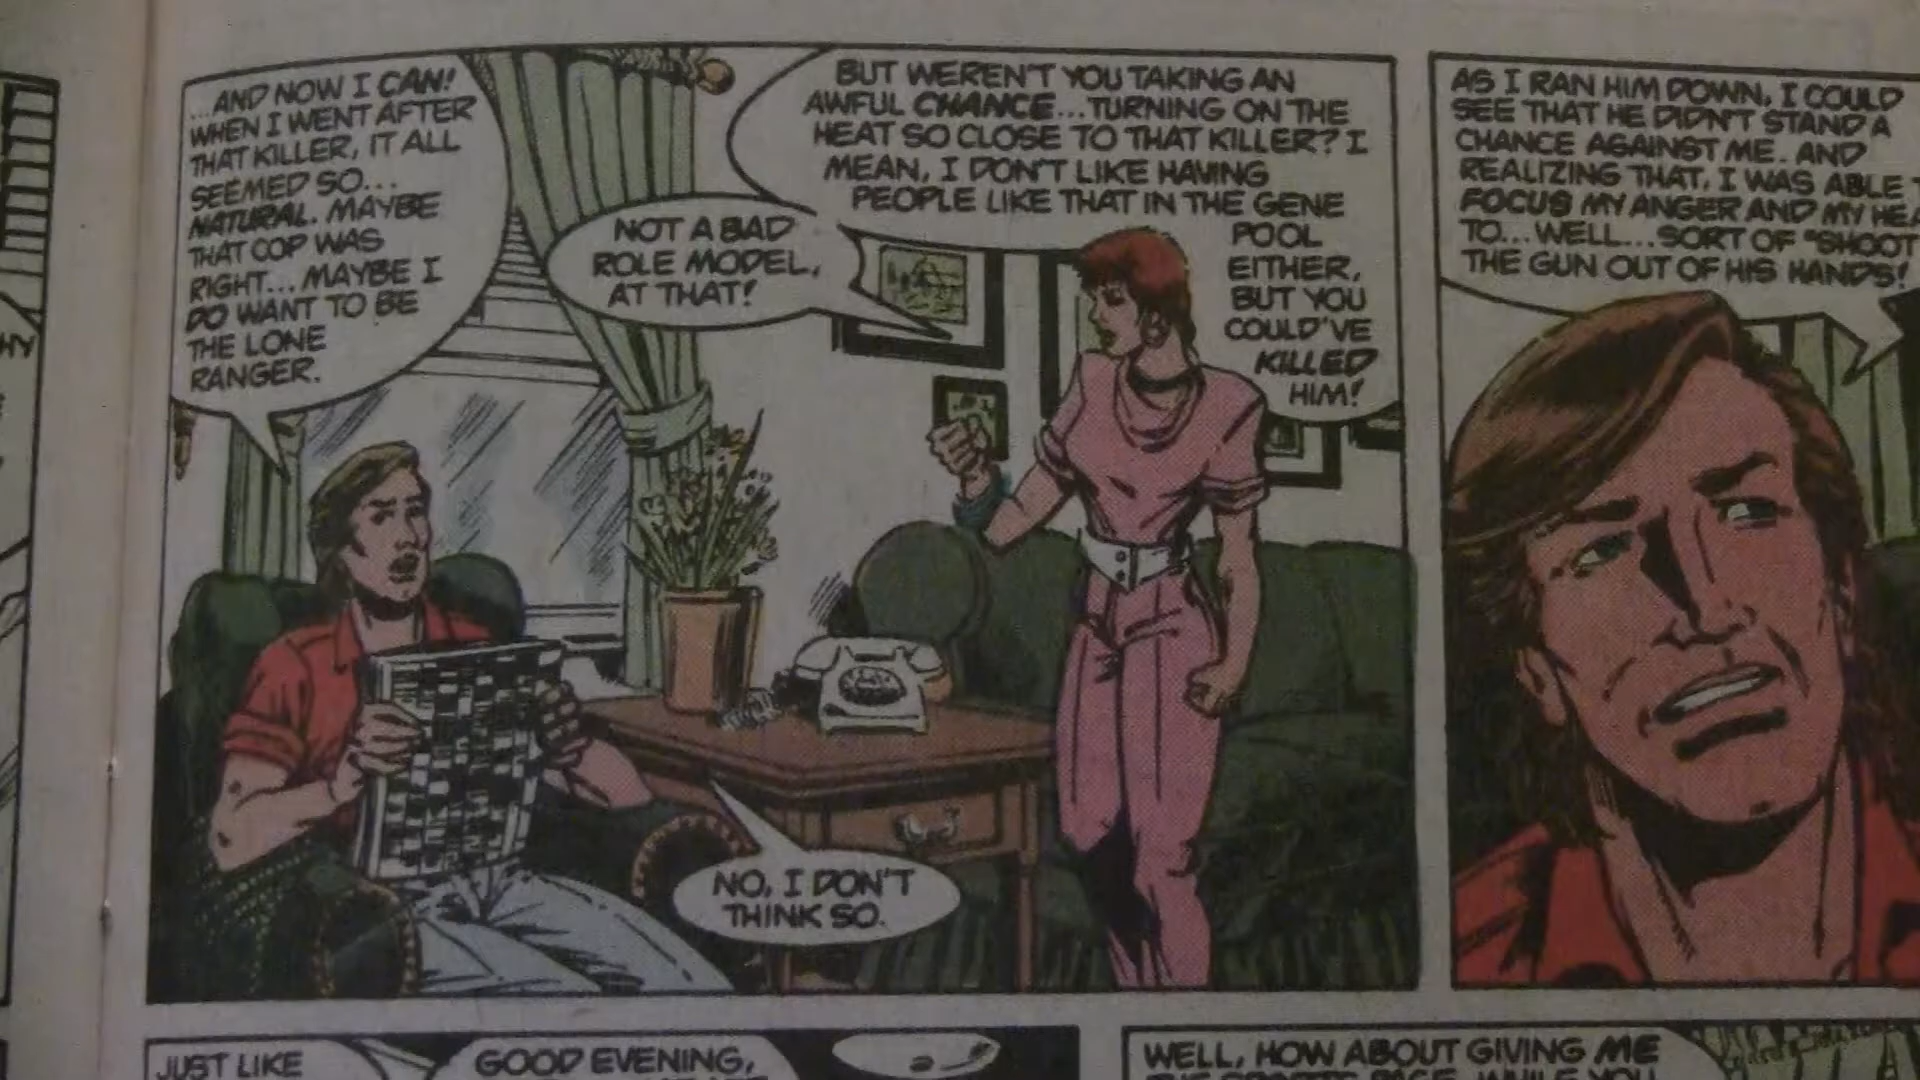 ...AND NOW I CAN!
WHEN I WENT AFTER
THAT KILLER, IT ALL
SEEMED SO...
NATURAL. MAYBE
THAT COP WAS
RIGHT... MAYBE I
DO WANT TO BE
THE LONE
RANGER.
NOT A BAD
ROLE MODEL,
AT THAT!
BUT WEREN'T YOU TAKING AN
AWFUL CHANCE...TURNING ON THE
HEAT SO CLOSE TO THAT KILLER? I
MEAN, I DON'T LIKE HAVING
PEOPLE LIKE THAT IN THE GENE
POOL
EITHER,
BUT YOU
COULD'VE
KILLED
HIM!
NO, I DON'T
THINK SO.
AS I RAN HIM DOWN, I COULD
SEE THAT HE DIDN'T STAND A
CHANCE AGAINST ME. AND
REALIZING THAT, I WAS ABLE
FOCUS MY ANGER AND MY
TO...WELL...SORT OF "SHOOT
THE GUN OUT OF HIS HANDS!
JUST LIKE
GOOD EVENING,
WELL, HOW ABOUT GIVING ME